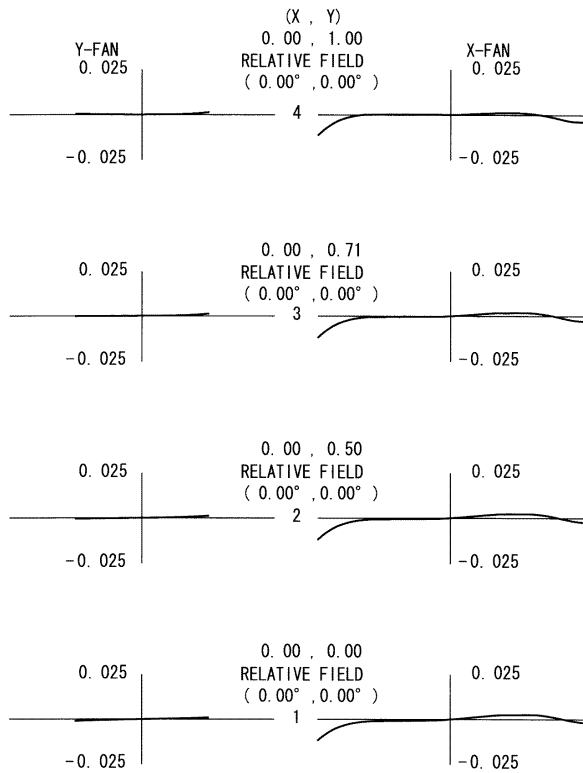 (X , Y)
Y-FAN 0.00 , 1.00 X-FAN
0.025 RELATIVE FIELD 0.025
( 0.00° ,0.00° )
4
-0.025 -0.025
0.00 , 0.71
0.025 RELATIVE FIELD 0.025
( 0.00° ,0.00° )
3
-0.025 -0.025
0.00 , 0.50
0.025 RELATIVE FIELD 0.025
( 0.00° ,0.00° )
2
-0.025 -0.025
0.00 , 0.00
0.025 RELATIVE FIELD 0.025
( 0.00° ,0.00° )
1
-0.025 -0.025